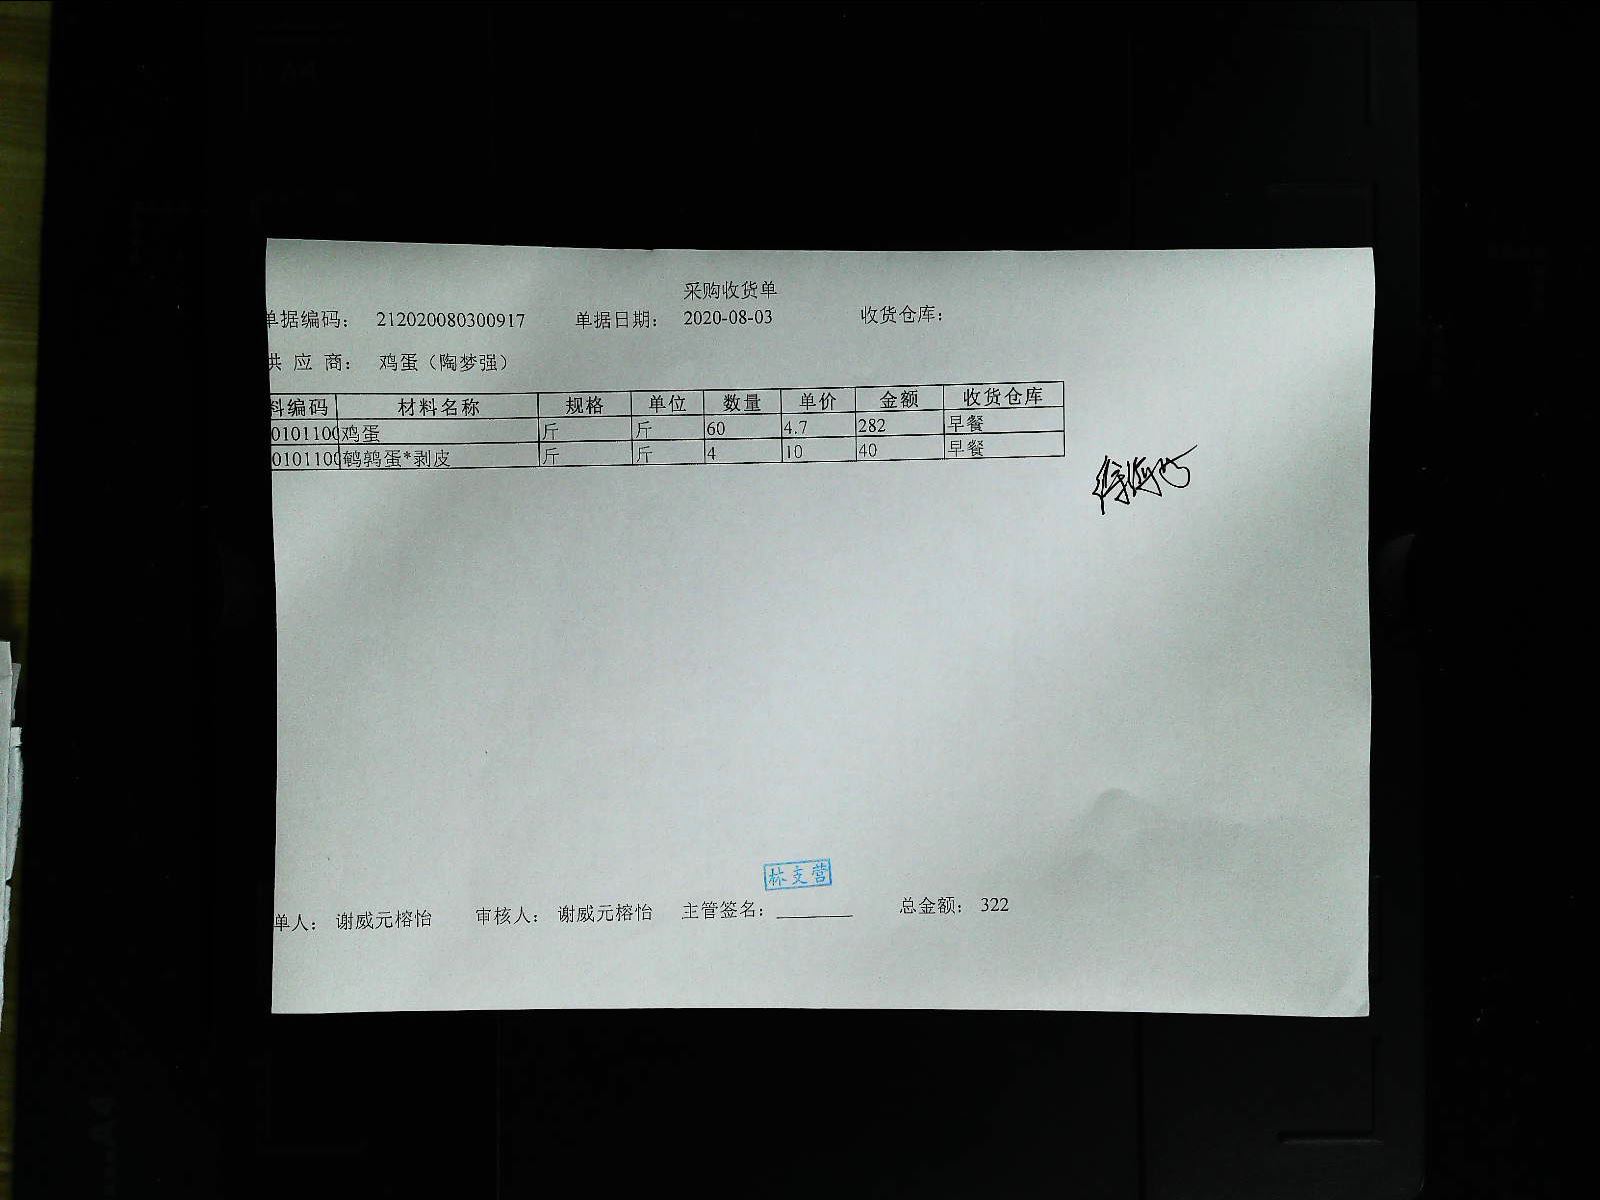 采购收货单
单据编码： 212020080300917 单据日期： 2020-08-03 收货仓库：
供 应 商： 鸡蛋（陶梦强）
料编码 材料名称 规格 单位 数量 单价 金额 收货仓库
0101100 鸡蛋 斤 斤 60 4.7 282 早餐
0101100 鹌鹑蛋*剥皮 斤 斤 4 10 40 早餐
林支营
单人： 谢威元榕怡 审核人： 谢威元榕怡 主管签名：________ 总金额： 322